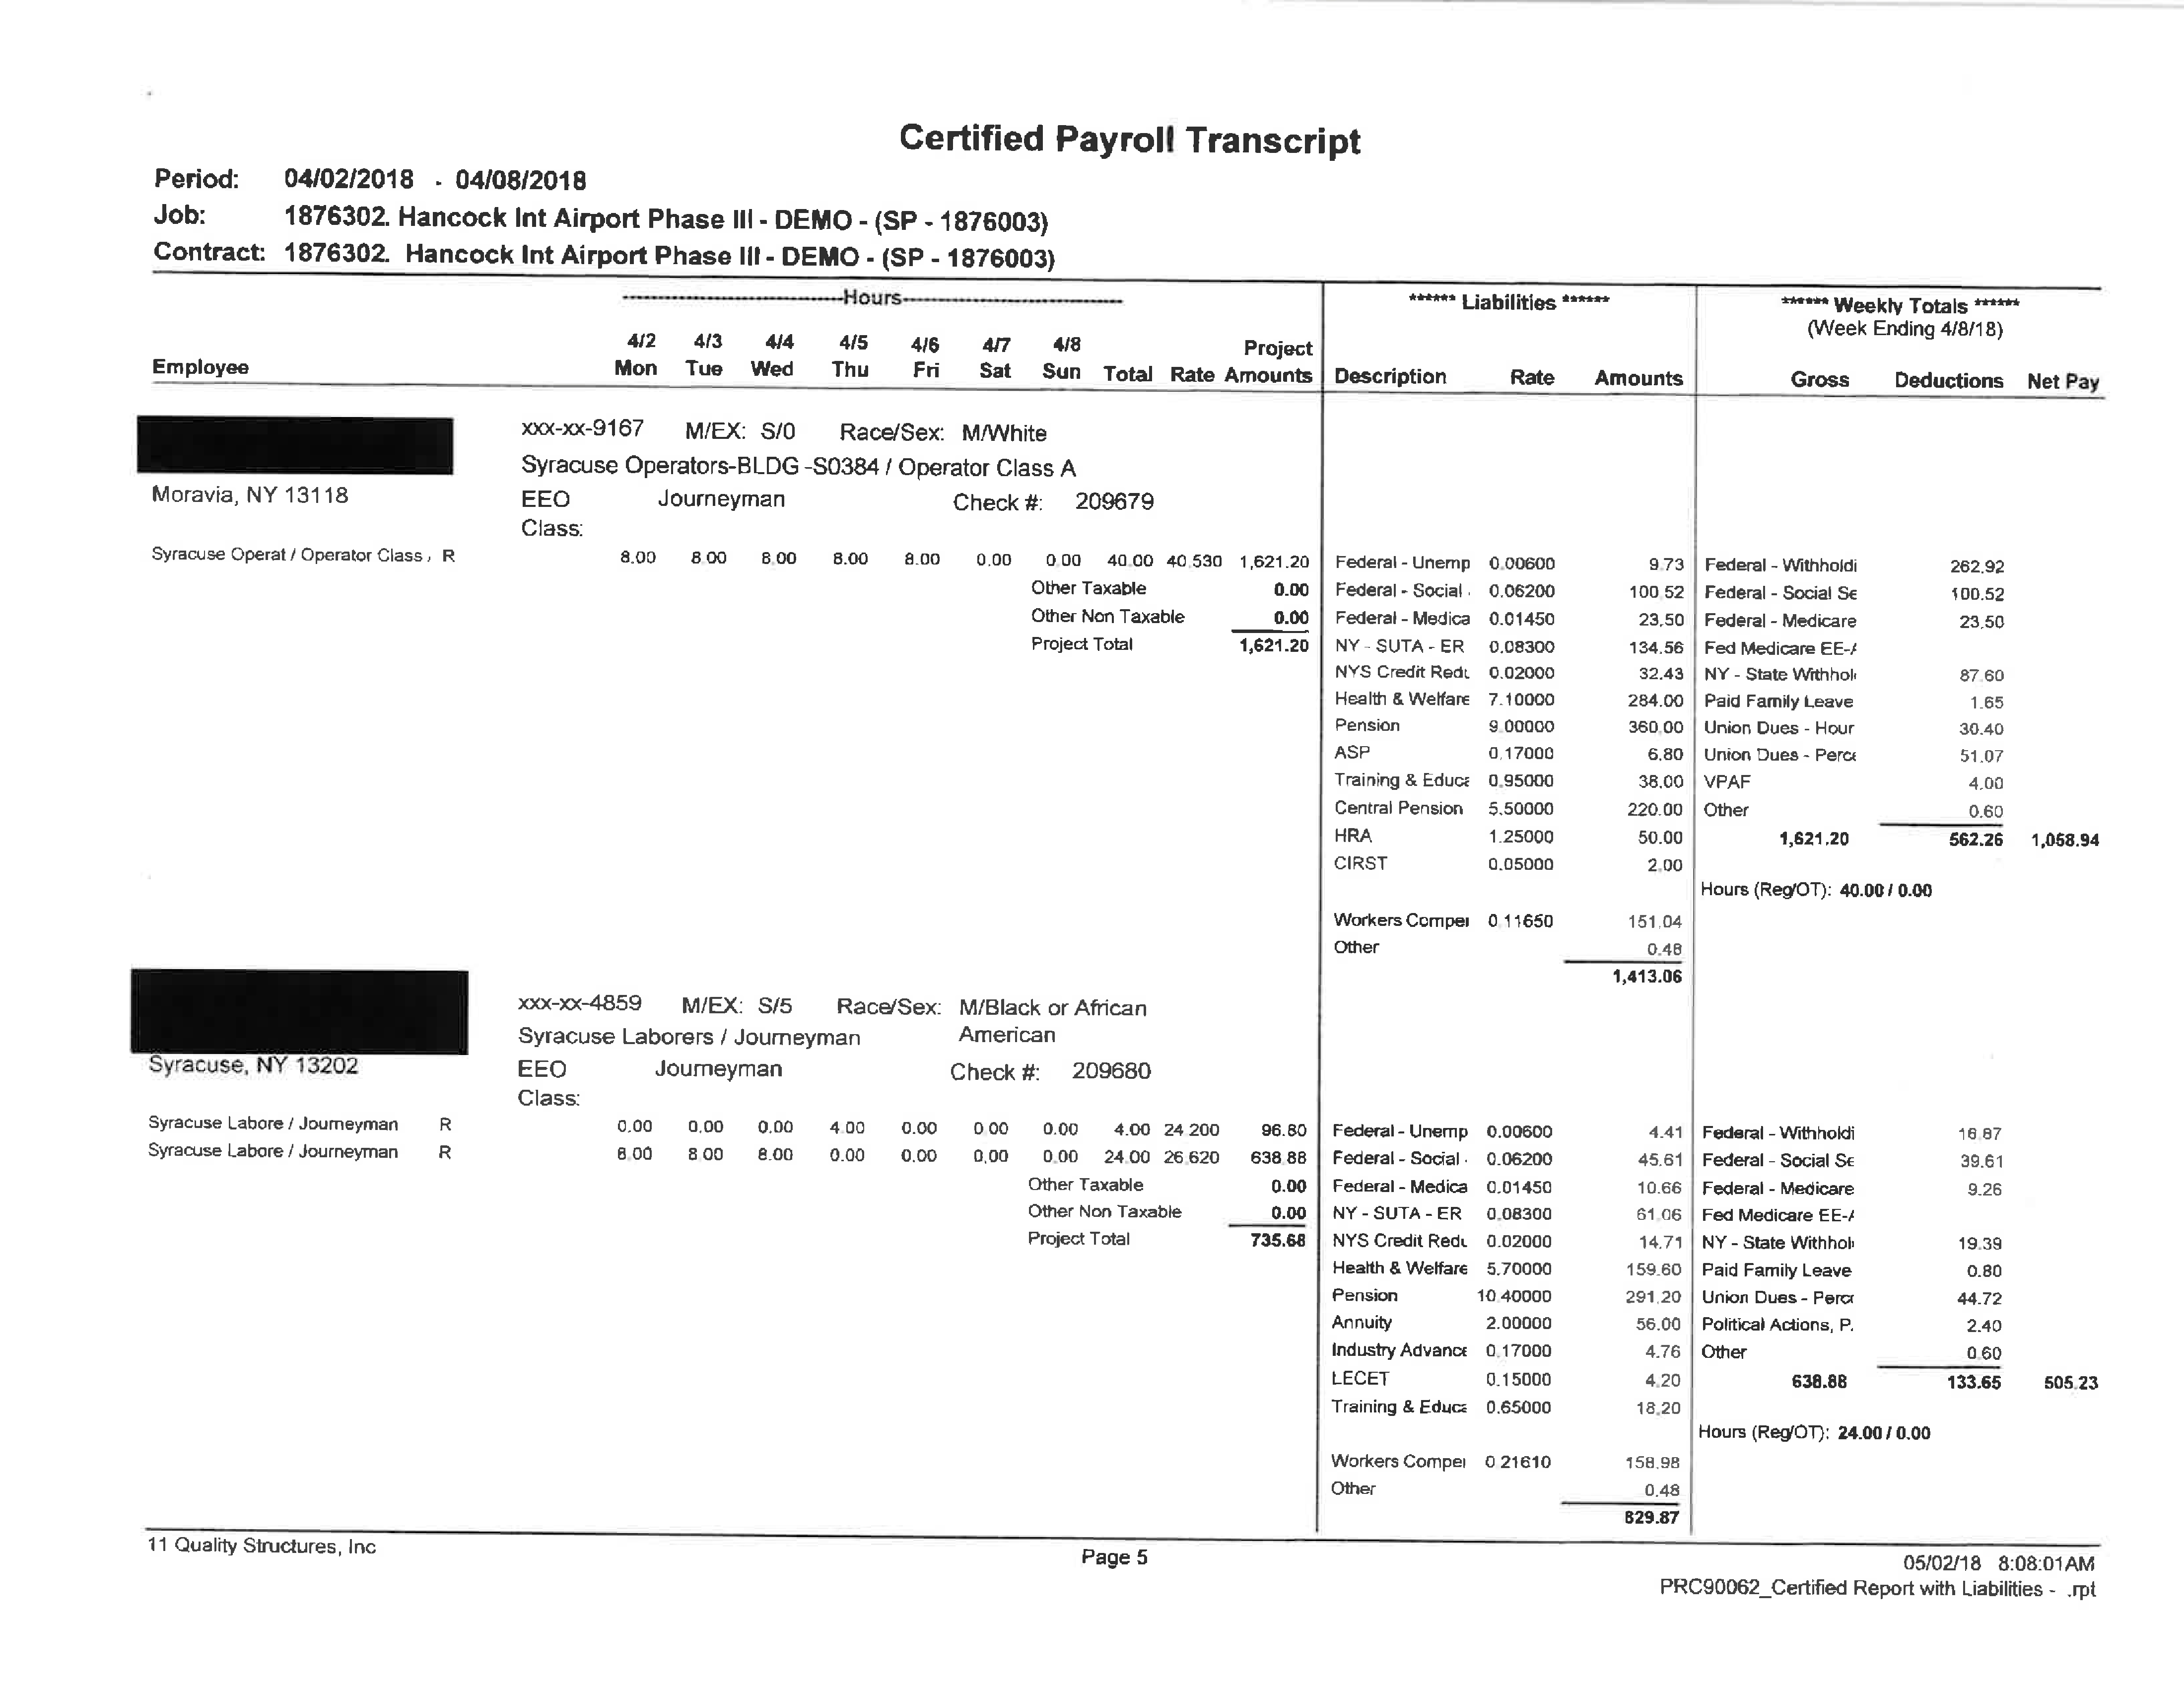 Certified Payroll Transcript
Period: 04/02/2018 - 04/08/2018
Job: 1876302. Hancock Int Airport Phase III - DEMO - (SP - 1876003)
Contract: 1876302. Hancock Int Airport Phase III - DEMO - (SP - 1876003)
Hours ****** Liabilities ****** ****** Weekly Totals ******
(Week Ending 4/8/18)
4/2 4/3 4/4 4/5 4/6 4/7 4/8 Project
Employee Mon Tue Wed Thu Fri Sat Sun Total Rate Amounts Description Rate Amounts Gross Deductions Net Pay
xxx-xx-9167 M/EX: S/0 Race/Sex: M/White
Syracuse Operators-BLDG -S0384 / Operator Class A
Moravia, NY 13118 EEO Journeyman Check #: 209679
Class:
Syracuse Operat / Operator Class , R 8.00 8.00 8.00 8.00 8.00 0.00 0.00 40.00 40.530 1,621.20 Federal - Unemp 0.00600 9.73 Federal - Withholdi 262.92
Other Taxable 0.00 Federal - Social 0.06200 100.52 Federal - Social Se 100.52
Other Non Taxable 0.00 Federal - Medica 0.01450 23.50 Federal - Medicare 23.50
Project Total 1,621.20 NY - SUTA - ER 0.08300 134.56 Fed Medicare EE-A
NYS Credit Redu 0.02000 32.43 NY - State Withhol 87.60
Health & Welfare 7.10000 284.00 Paid Family Leave 1.65
Pension 9.00000 360.00 Union Dues - Hour 30.40
ASP 0.17000 6.80 Union Dues - Perce 51.07
Training & Educa 0.95000 38.00 VPAF 4.00
Central Pension 5.50000 220.00 Other 0.60
HRA 1.25000 50.00 1,621.20 562.26 1,058.94
CIRST 0.05000 2.00
Hours (Reg/OT): 40.00 / 0.00
Workers Compe 0.11650 151.04
Other 0.48
1,413.06
xxx-xx-4859 M/EX: S/5 Race/Sex: M/Black or African
Syracuse Laborers / Journeyman American
Syracuse, NY 13202 EEO Journeyman Check #: 209680
Class:
Syracuse Labore / Journeyman R 0.00 0.00 0.00 4.00 0.00 0.00 0.00 4.00 24.200 96.80 Federal - Unemp 0.00600 4.41 Federal - Withholdi 16.87
Syracuse Labore / Journeyman R 8.00 8.00 8.00 0.00 0.00 0.00 0.00 24.00 26.620 638.88 Federal - Social 0.06200 45.61 Federal - Social Se 39.61
Other Taxable 0.00 Federal - Medica 0.01450 10.66 Federal - Medicare 9.26
Other Non Taxable 0.00 NY - SUTA - ER 0.08300 61.06 Fed Medicare EE-A
Project Total 735.68 NYS Credit Redu 0.02000 14.71 NY - State Withhol 19.39
Health & Welfare 5.70000 159.60 Paid Family Leave 0.80
Pension 10.40000 291.20 Union Dues - Perce 44.72
Annuity 2.00000 56.00 Political Actions, P. 2.40
Industry Advance 0.17000 4.76 Other 0.60
LECET 0.15000 4.20 638.88 133.65 505.23
Training & Educa 0.65000 18.20
Hours (Reg/OT): 24.00 / 0.00
Workers Compe 0.21610 158.98
Other 0.48
829.87
11 Quality Structures, Inc Page 5 05/02/18 8:08:01AM
PRC90062_Certified Report with Liabilities - .rpt